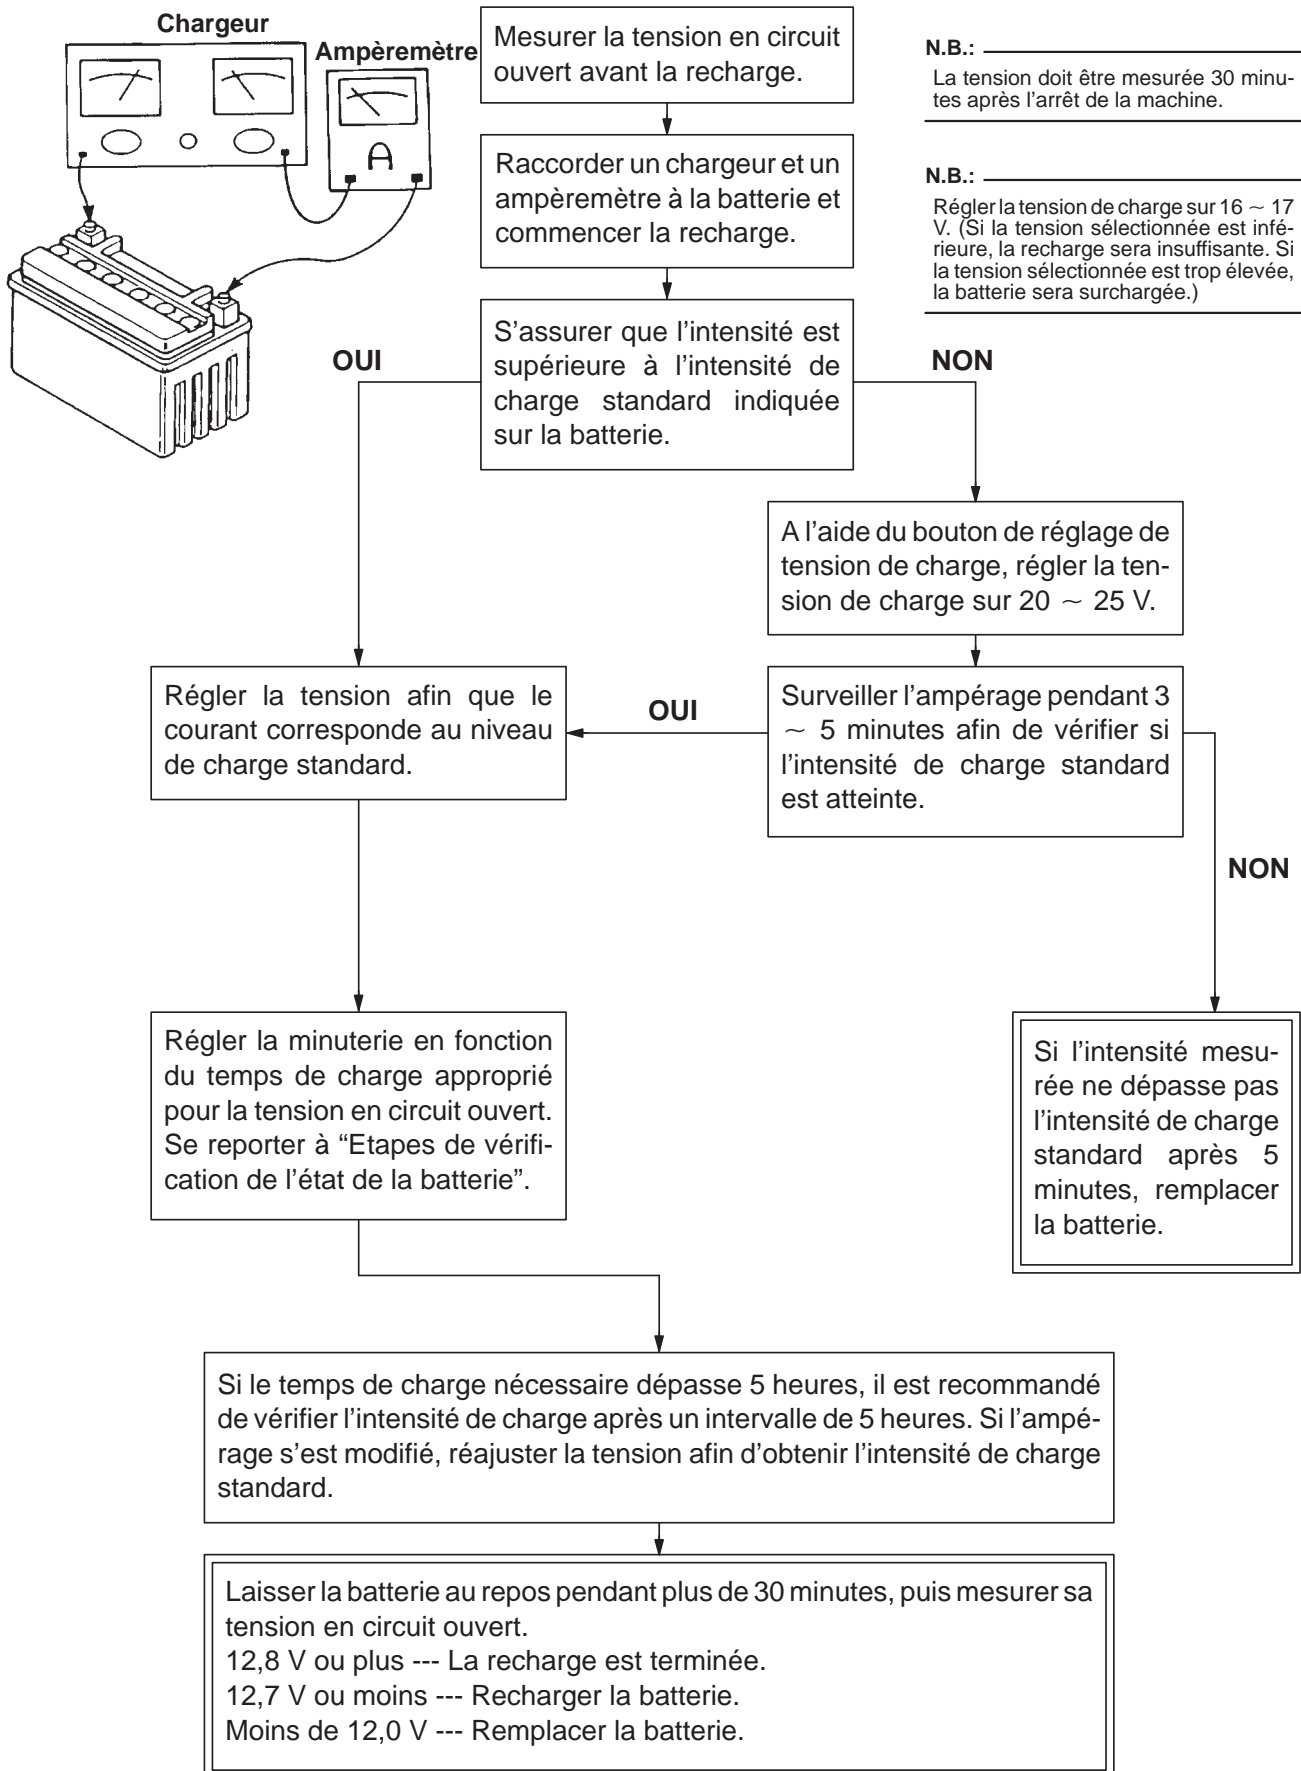 Chargeur
Ampèremètre
Mesurer la tension en circuit
ouvert avant la recharge.
N.B.:
La tension doit être mesurée 30 minu-
tes après l’arrêt de la machine.
Raccorder un chargeur et un
ampèremètre à la batterie et
commencer la recharge.
N.B.:
Régler la tension de charge sur 16 ~ 17
V. (Si la tension sélectionnée est infé-
rieure, la recharge sera insuffisante. Si
la tension sélectionnée est trop élevée,
la batterie sera surchargée.)
S’assurer que l’intensité est
supérieure à l’intensité de
charge standard indiquée
sur la batterie.
OUI
NON
A l’aide du bouton de réglage de
tension de charge, régler la ten-
sion de charge sur 20 ~ 25 V.
Régler la tension afin que le
courant corresponde au niveau
de charge standard.
OUI
Surveiller l’ampérage pendant 3
~ 5 minutes afin de vérifier si
l’intensité de charge standard
est atteinte.
NON
Régler la minuterie en fonction
du temps de charge approprié
pour la tension en circuit ouvert.
Se reporter à “Etapes de vérifi-
cation de l’état de la batterie”.
Si l’intensité mesu-
rée ne dépasse pas
l’intensité de charge
standard après 5
minutes, remplacer
la batterie.
Si le temps de charge nécessaire dépasse 5 heures, il est recommandé
de vérifier l’intensité de charge après un intervalle de 5 heures. Si l’ampé-
rage s’est modifié, réajuster la tension afin d’obtenir l’intensité de charge
standard.
Laisser la batterie au repos pendant plus de 30 minutes, puis mesurer sa
tension en circuit ouvert.
12,8 V ou plus --- La recharge est terminée.
12,7 V ou moins --- Recharger la batterie.
Moins de 12,0 V --- Remplacer la batterie.